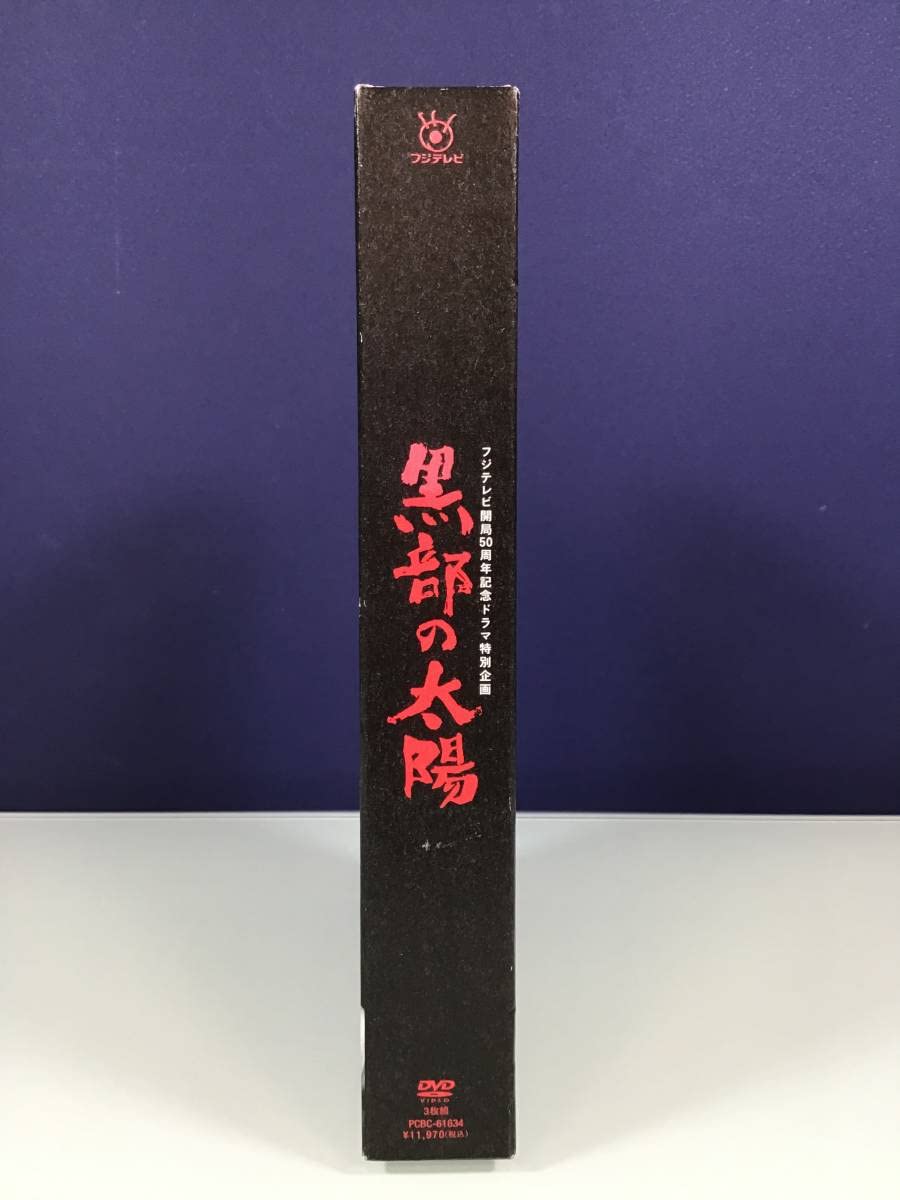 フジテレビ
フジテレビ開局50周年記念ドラマ特別企画
黒部の太陽
DVD
VIDEO
3枚組
PCBC-61634
¥11,970(税込)